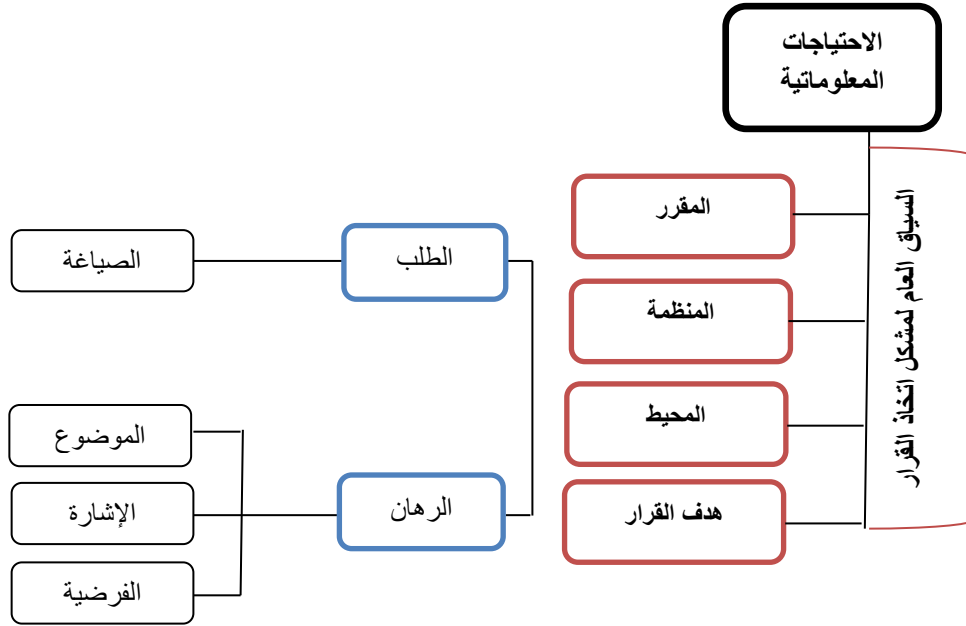 الاحتياجات
المعلوماتية
السياق العام لمشكل اتخاذ القرار
المقرر
المنظمة
المحيط
هدف القرار
الطلب
الرهان
الصياغة
الموضوع
الإشارة
الفرضية